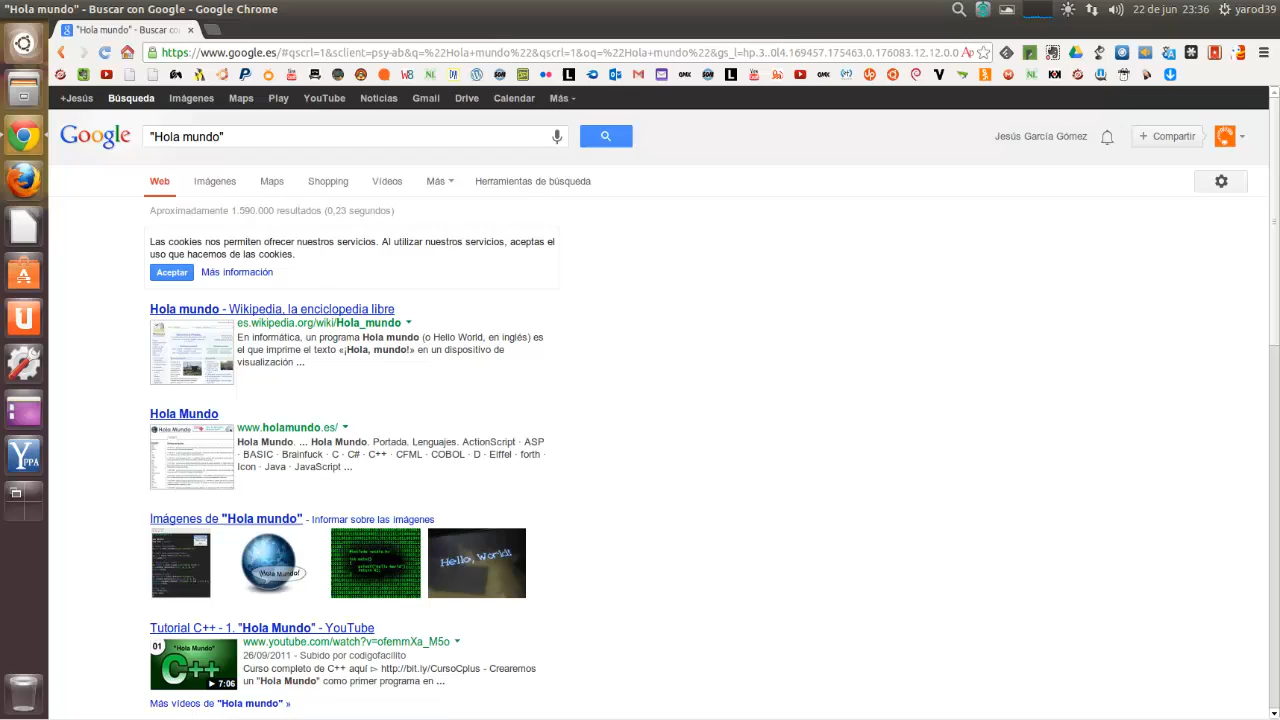 "Hola mundo" - Buscar con Google - Google Chrome
22 de jun, 23:36 yarod39
"Hola mundo" - Buscar co
https://www.google.es/#qscrl=1&sclient=psy-ab&q=%22Hola+mundo%22&qscrl=1&oq=%22Hola+mundo%22&gs_l=hp.3..0l4.169457.175463.0.176083.12.12.0.0
+Jesús Búsqueda Imágenes Maps Play YouTube Noticias Gmail Drive Calendar Más
Google "Hola mundo" Jesús García Gómez + Compartir
Web Imágenes Maps Shopping Vídeos Más Herramientas de búsqueda
Aproximadamente 1.590.000 resultados (0,23 segundos)
Las cookies nos permiten ofrecer nuestros servicios. Al utilizar nuestros servicios, aceptas el
uso que hacemos de las cookies.
Aceptar Más información
Hola mundo - Wikipedia, la enciclopedia libre
es.wikipedia.org/wiki/Hola_mundo
En informática, un programa Hola mundo (Hello World, en inglés) es
el que imprime el texto «¡Hola, mundo!» en un dispositivo de
visualización ...
Hola Mundo
www.holamundo.es/
Hola Mundo. ... Hola Mundo. Portada. Lenguajes. ActionScript · ASP
· BASIC · Brainfuck · C · C# · C++ · CFML · COBOL · D · Eiffel · forth ·
Icon · Java · JavaScript ...
Imágenes de "Hola mundo" - Informar sobre las imágenes
¡Hola Mundo!
Hello, World
Tutorial C++ - 1. "Hola Mundo" - YouTube
www.youtube.com/watch?v=ofemmXa_M5o
26/09/2011 - Subido por codigofacilito
Curso completo de C++ aquí ▻ http://bit.ly/CursoCplus - Crearemos
un "Hola Mundo" como primer programa en ...
01 "Hola Mundo"
C++
7:06
Más vídeos de "Hola mundo" »